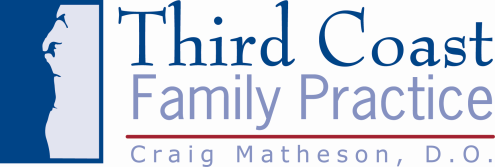 Third Coast
Family Practice
Craig Matheson, D.O.